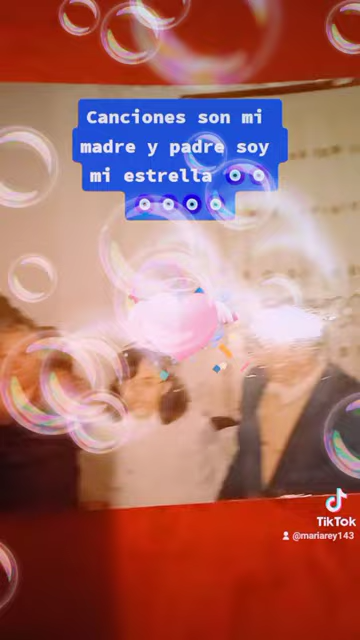 Canciones son mi
madre y padre soy
mi estrella 🧿🧿
🧿🧿🧿🧿
TikTok
@mariarey143